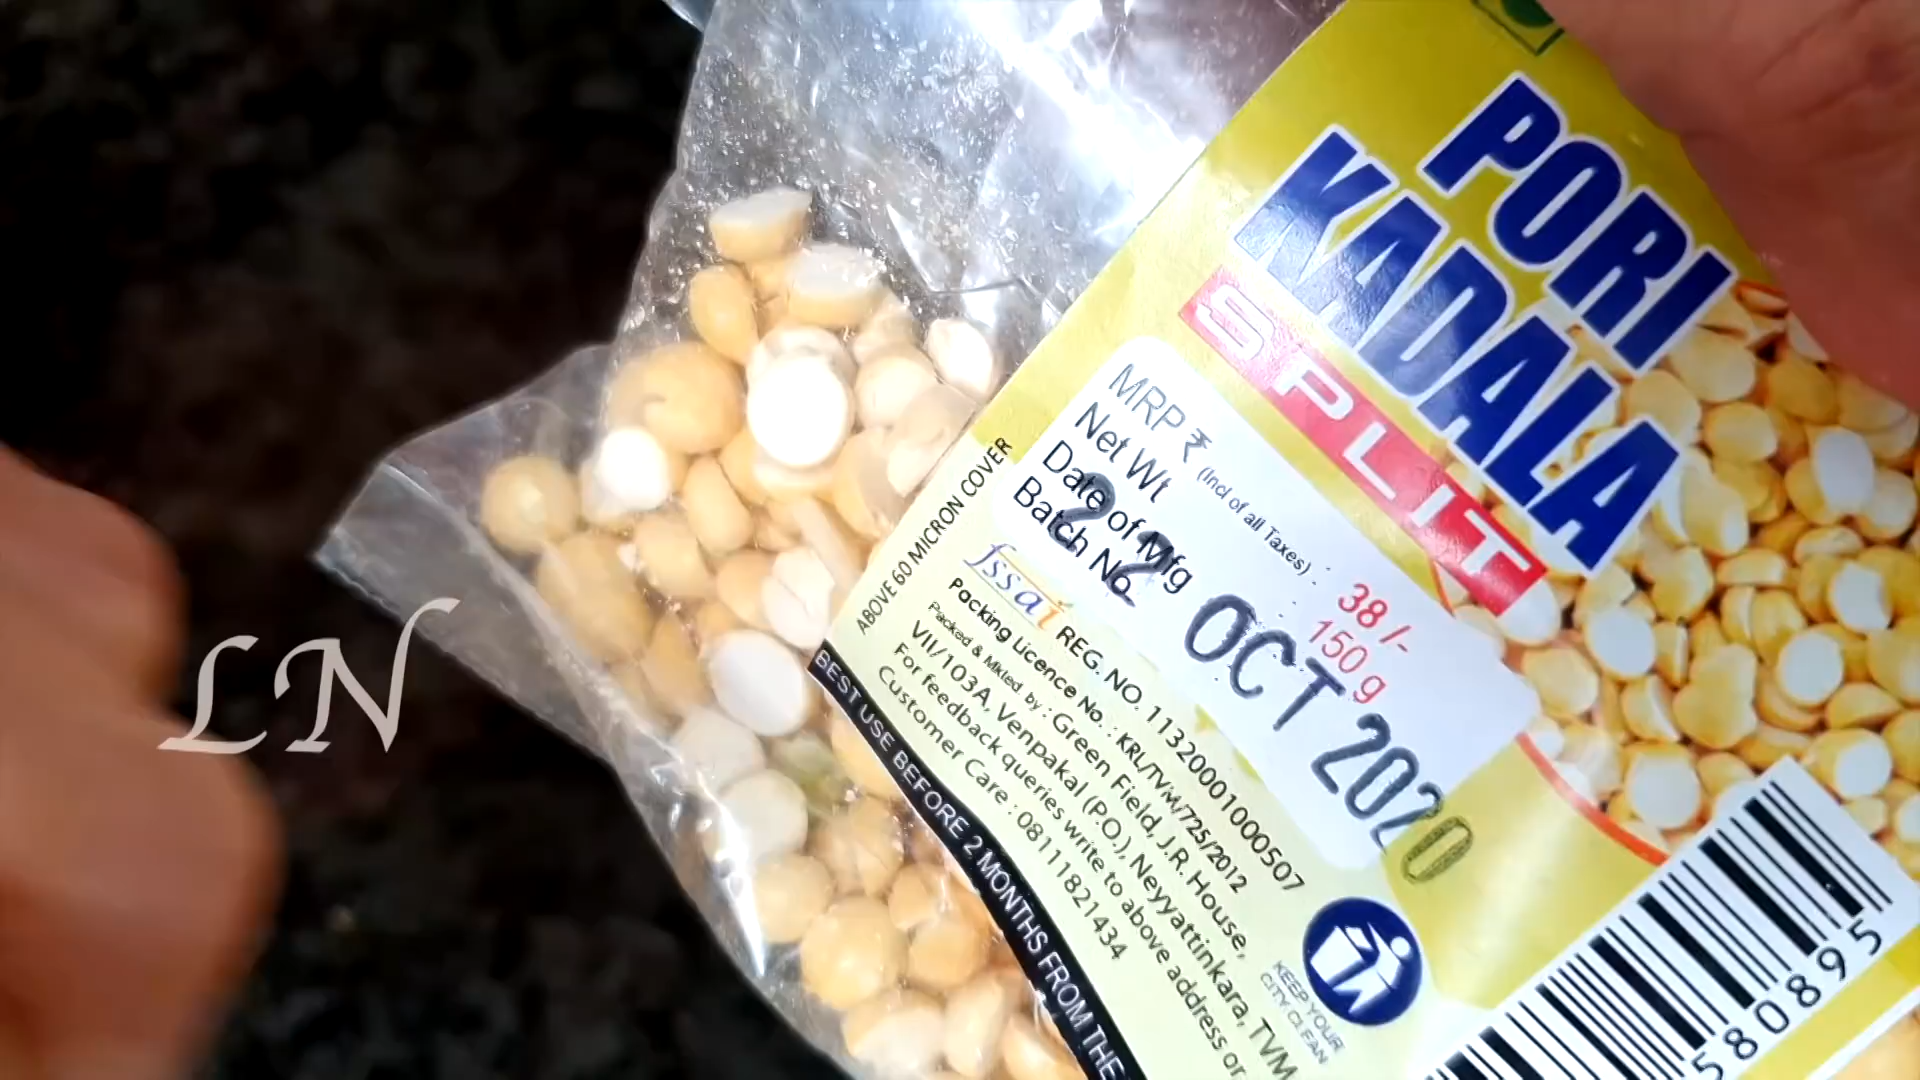 PORI
KADALA
SPLIT
MRP ₹ (Incl of all Taxes) : 38/-
Net Wt : 150 g
Date of Mfg
Batch No.
22 OCT 2020
ABOVE 60 MICRON COVER
fssai REG. NO. 11320001000507
Packing Licence No. : KRL/TVM/725/2012
Packed & Mkted by : Green Field, J.R. House,
VII/103A, Venpakal (P.O.), Neyyattinkara, TVM
For feedback queries write to above address or
Customer Care : 08111821434
BEST USE BEFORE 2 MONTHS FROM THE
KEEP YOUR
CITY CLEAN
580895
LN